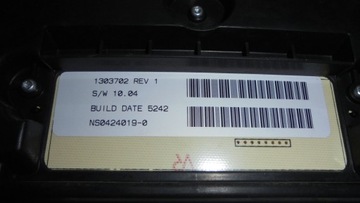 1303702 REV 1
S/W 10.04
BUILD DATE 5242
NS0424019-0